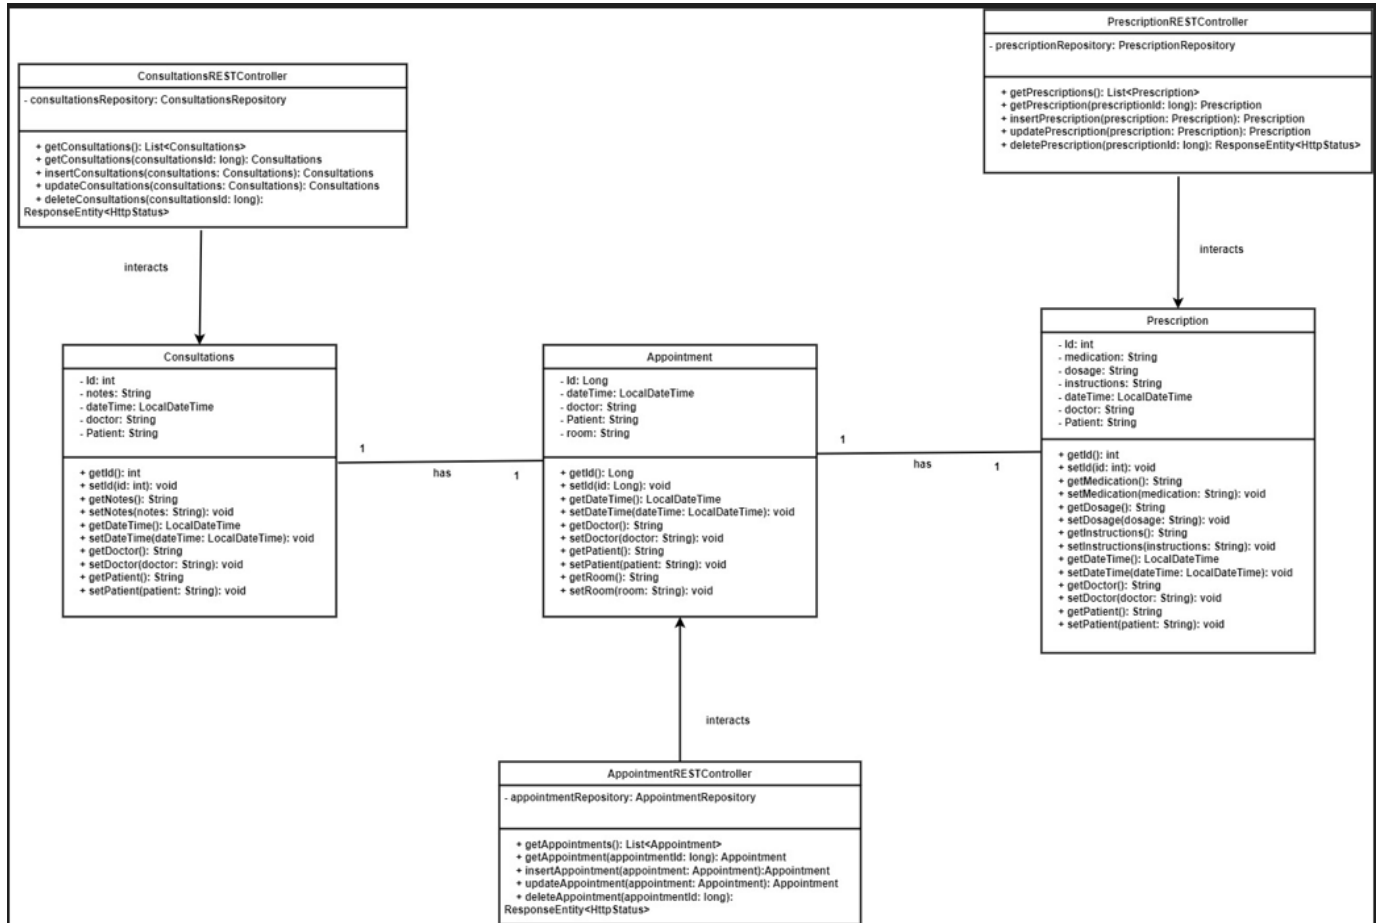 PrescriptionRESTController
- prescriptionRepository: PrescriptionRepository
+ getPrescriptions(): List<Prescription>
+ getPrescription(prescriptionId: long): Prescription
+ insertPrescription(prescription: Prescription): Prescription
+ updatePrescription(prescription: Prescription): Prescription
+ deletePrescription(prescriptionId: long): ResponseEntity<HttpStatus>
ConsultationsRESTController
- consultationsRepository: ConsultationsRepository
+ getConsultations(): List<Consultations>
+ getConsultations(consultationsId: long): Consultations
+ insertConsultations(consultations: Consultations): Consultations
+ updateConsultations(consultations: Consultations): Consultations
+ deleteConsultations(consultationsId: long):
ResponseEntity<HttpStatus>
interacts
interacts
Consultations
- Id: int
- notes: String
- dateTime: LocalDateTime
- doctor: String
- Patient: String
+ getId(): int
+ setId(id: int): void
+ getNotes(): String
+ setNotes(notes: String): void
+ getDateTime(): LocalDateTime
+ setDateTime(dateTime: LocalDateTime): void
+ getDoctor(): String
+ setDoctor(doctor: String): void
+ getPatient(): String
+ setPatient(patient: String): void
1
has
1
Appointment
- Id: Long
- dateTime: LocalDateTime
- doctor: String
- Patient: String
- room: String
+ getId(): Long
+ setId(id: Long): void
+ getDateTime(): LocalDateTime
+ setDateTime(dateTime: LocalDateTime): void
+ getDoctor(): String
+ setDoctor(doctor: String): void
+ getPatient(): String
+ setPatient(patient: String): void
+ getRoom(): String
+ setRoom(room: String): void
1
has
1
Prescription
- Id: int
- medication: String
- dosage: String
- instructions: String
- dateTime: LocalDateTime
- doctor: String
- Patient: String
+ getId(): int
+ setId(id: int): void
+ getMedication(): String
+ setMedication(medication: String): void
+ getDosage(): String
+ setDosage(dosage: String): void
+ getInstructions(): String
+ setInstructions(instructions: String): void
+ getDateTime(): LocalDateTime
+ setDateTime(dateTime: LocalDateTime): void
+ getDoctor(): String
+ setDoctor(doctor: String): void
+ getPatient(): String
+ setPatient(patient: String): void
interacts
AppointmentRESTController
- appointmentRepository: AppointmentRepository
+ getAppointments(): List<Appointment>
+ getAppointment(appointmentId: long): Appointment
+ insertAppointment(appointment: Appointment):Appointment
+ updateAppointment(appointment: Appointment): Appointment
+ deleteAppointment(appointmentId: long):
ResponseEntity<HttpStatus>